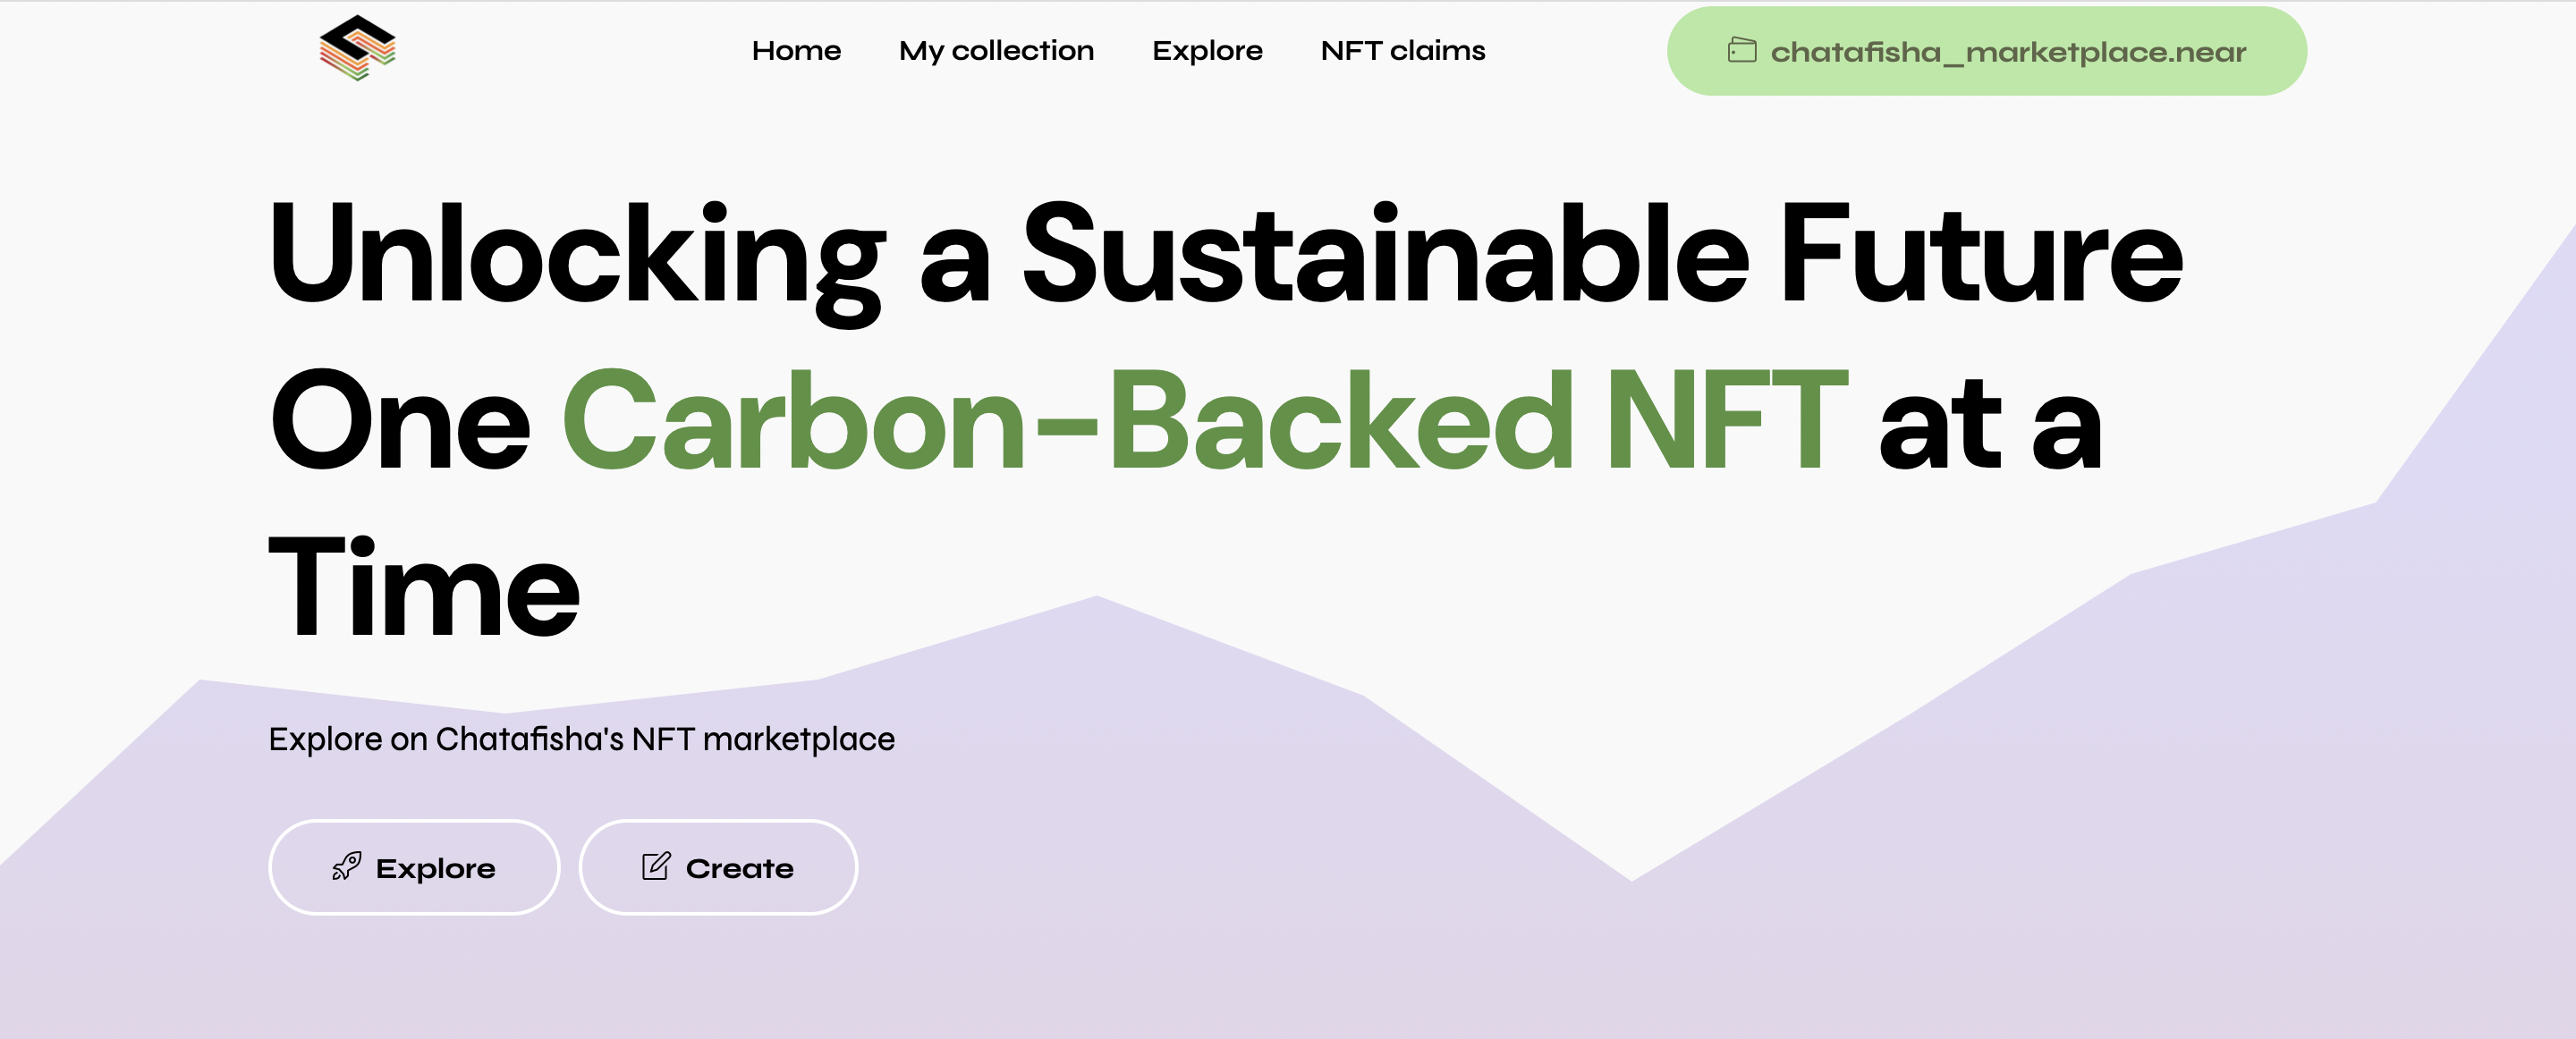 Home My collection Explore NFT claims chatafisha_marketplace.near
Unlocking a Sustainable Future
One Carbon-Backed NFT at a
Time
Explore on Chatafisha's NFT marketplace
Explore Create